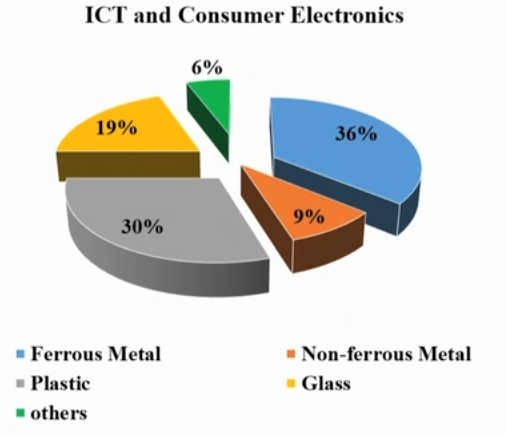 ICT and Consumer Electronics
6%
19%
36%
9%
30%
Ferrous Metal
Non-ferrous Metal
Plastic
Glass
others